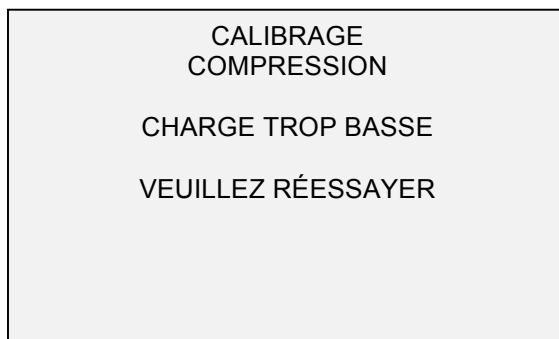 CALIBRAGE
COMPRESSION
CHARGE TROP BASSE
VEUILLEZ RÉESSAYER